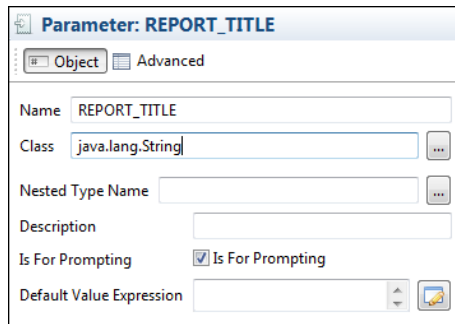 Parameter: REPORT_TITLE
Object Advanced
Name REPORT_TITLE
Class java.lang.String ...
Nested Type Name ...
Description
Is For Prompting Is For Prompting
Default Value Expression